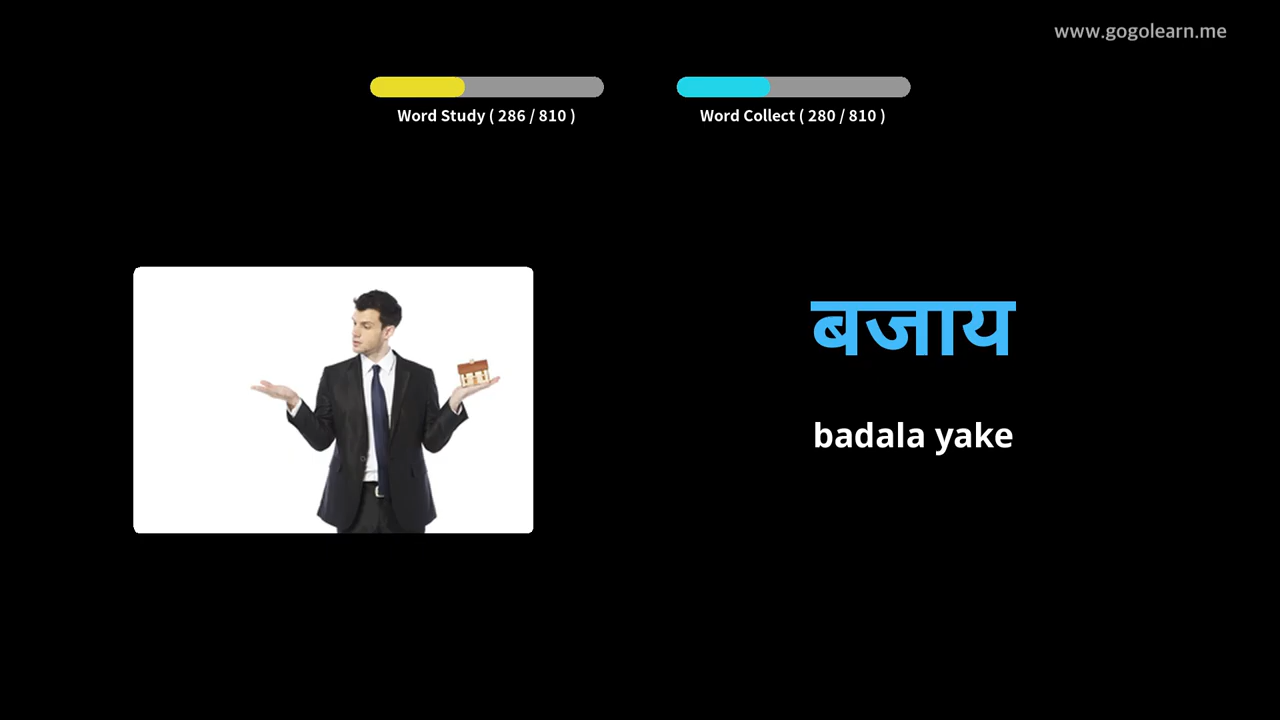 www.gogolearn.me
Word Study ( 286 / 810 )
Word Collect ( 280 / 810 )
बजाय
badala yake